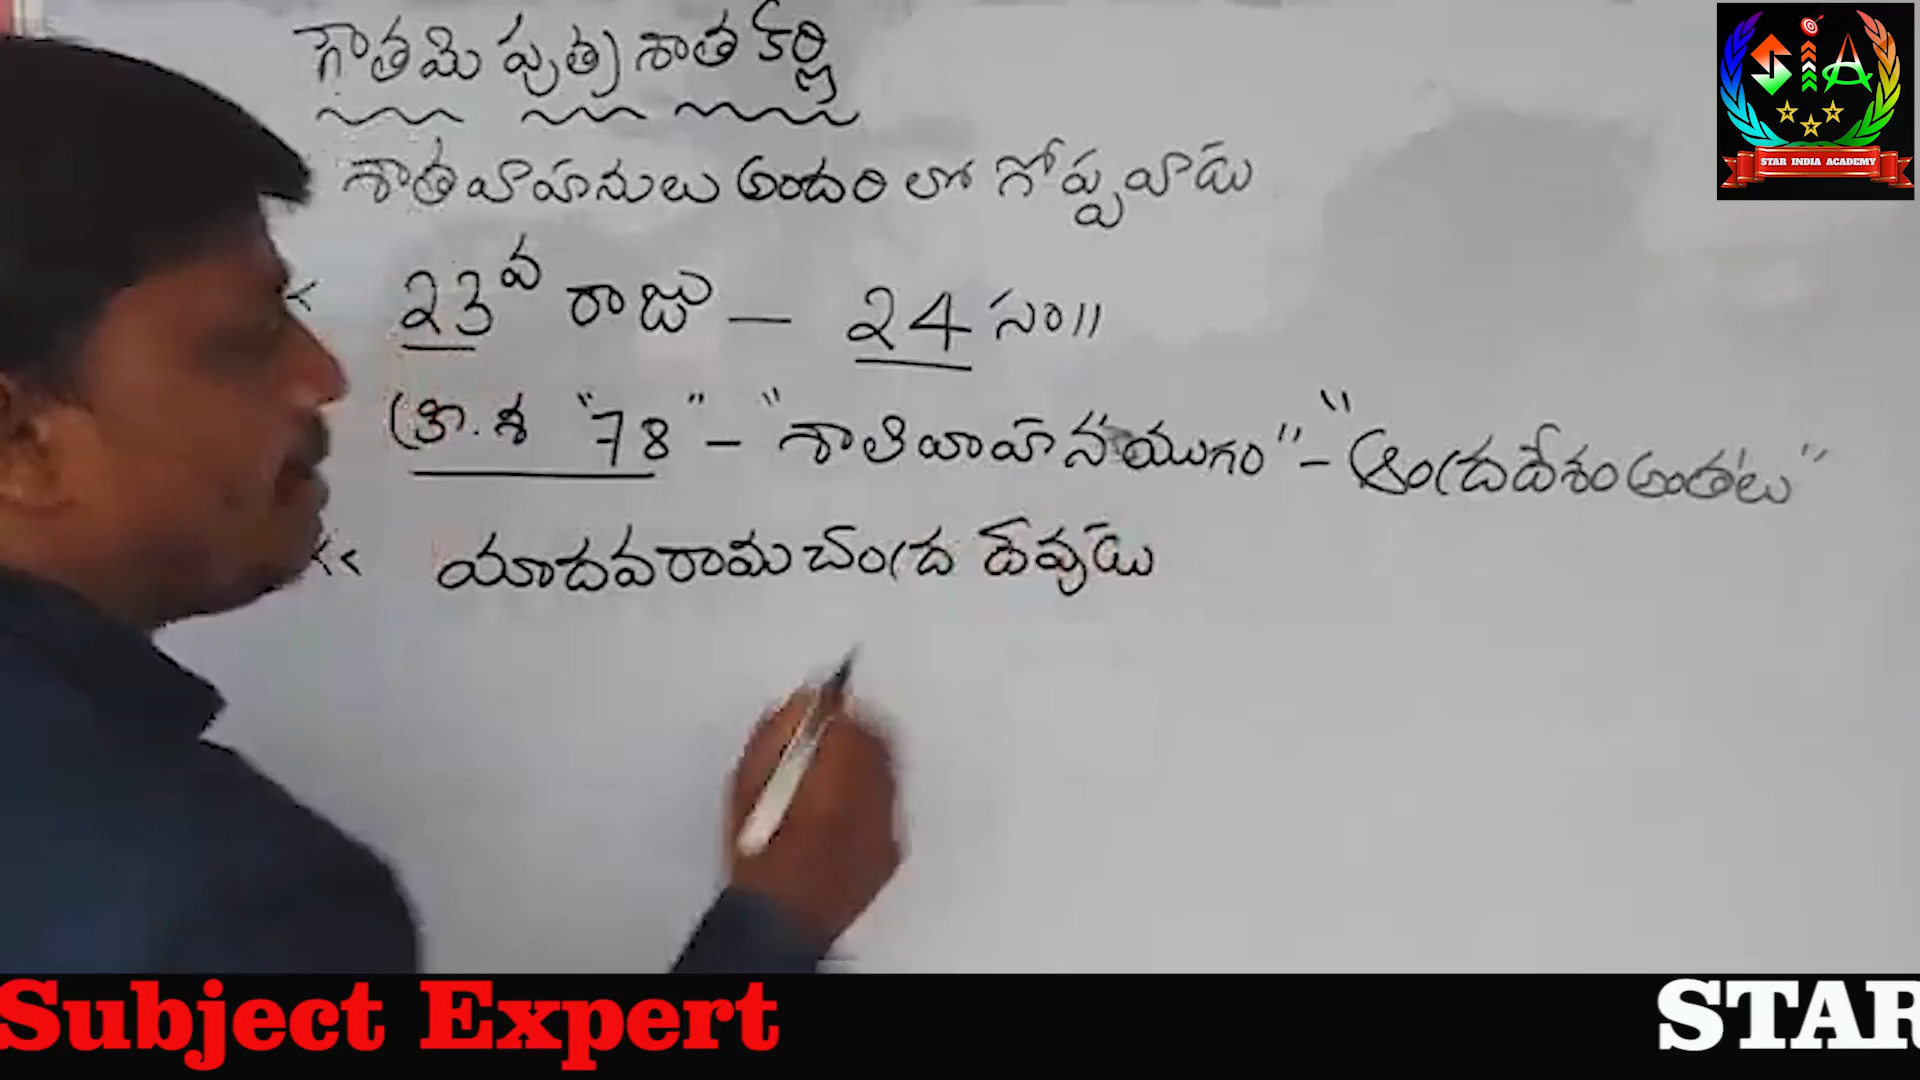 గౌతమి పుత్ర శాతకర్ణి
శాతవాహనులు అందరి లో గోప్పవాడు
23వ రాజు — 24 సం||
క్రీ.శ "78" - "శాలివాహనయుగం" - "ఆంధ్రదేశం అంతటు"
యాదవరామచంద్ర దేవుడు
STAR INDIA ACADEMY
Subject Expert STAR